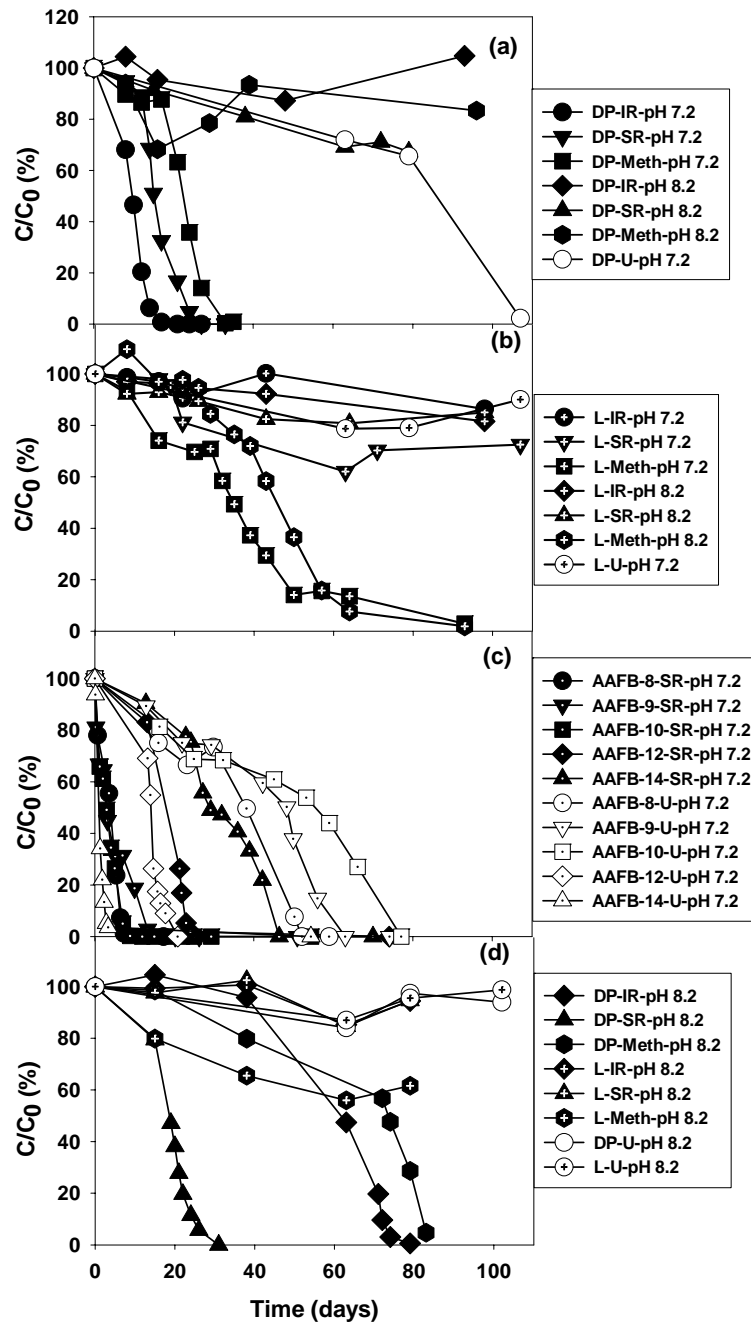 (a)
120
100
80
60
40
20
0
C/C0 (%)
DP-IR-pH 7.2
DP-SR-pH 7.2
DP-Meth-pH 7.2
DP-IR-pH 8.2
DP-SR-pH 8.2
DP-Meth-pH 8.2
DP-U-pH 7.2
(b)
100
80
60
40
20
0
C/C0 (%)
L-IR-pH 7.2
L-SR-pH 7.2
L-Meth-pH 7.2
L-IR-pH 8.2
L-SR-pH 8.2
L-Meth-pH 8.2
L-U-pH 7.2
(c)
100
80
60
40
20
0
C/C0 (%)
AAFB-8-SR-pH 7.2
AAFB-9-SR-pH 7.2
AAFB-10-SR-pH 7.2
AAFB-12-SR-pH 7.2
AAFB-14-SR-pH 7.2
AAFB-8-U-pH 7.2
AAFB-9-U-pH 7.2
AAFB-10-U-pH 7.2
AAFB-12-U-pH 7.2
AAFB-14-U-pH 7.2
(d)
100
80
60
40
20
0
C/C0 (%)
DP-IR-pH 8.2
DP-SR-pH 8.2
DP-Meth-pH 8.2
L-IR-pH 8.2
L-SR-pH 8.2
L-Meth-pH 8.2
DP-U-pH 8.2
L-U-pH 8.2
0 20 40 60 80 100
Time (days)